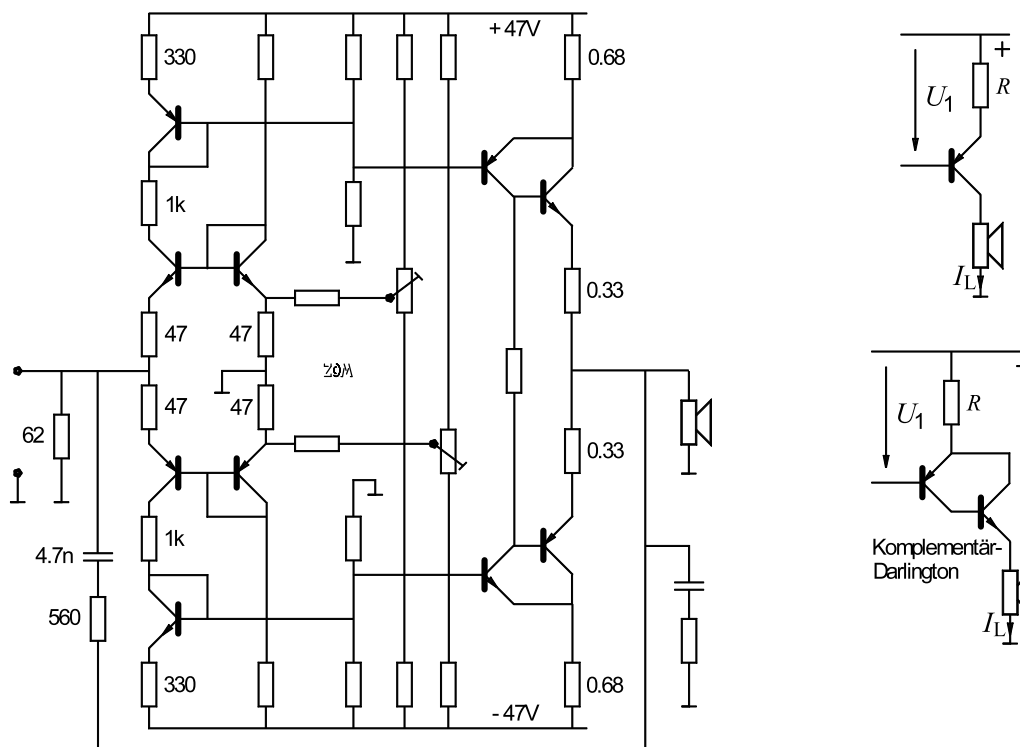 + 47V
330
0.68
+
R
U1
1k
IL
0.33
47
47
47
47
62
0.33
R
U1
1k
4.7n
Komplementär-
Darlington
560
IL
330
0.68
- 47V